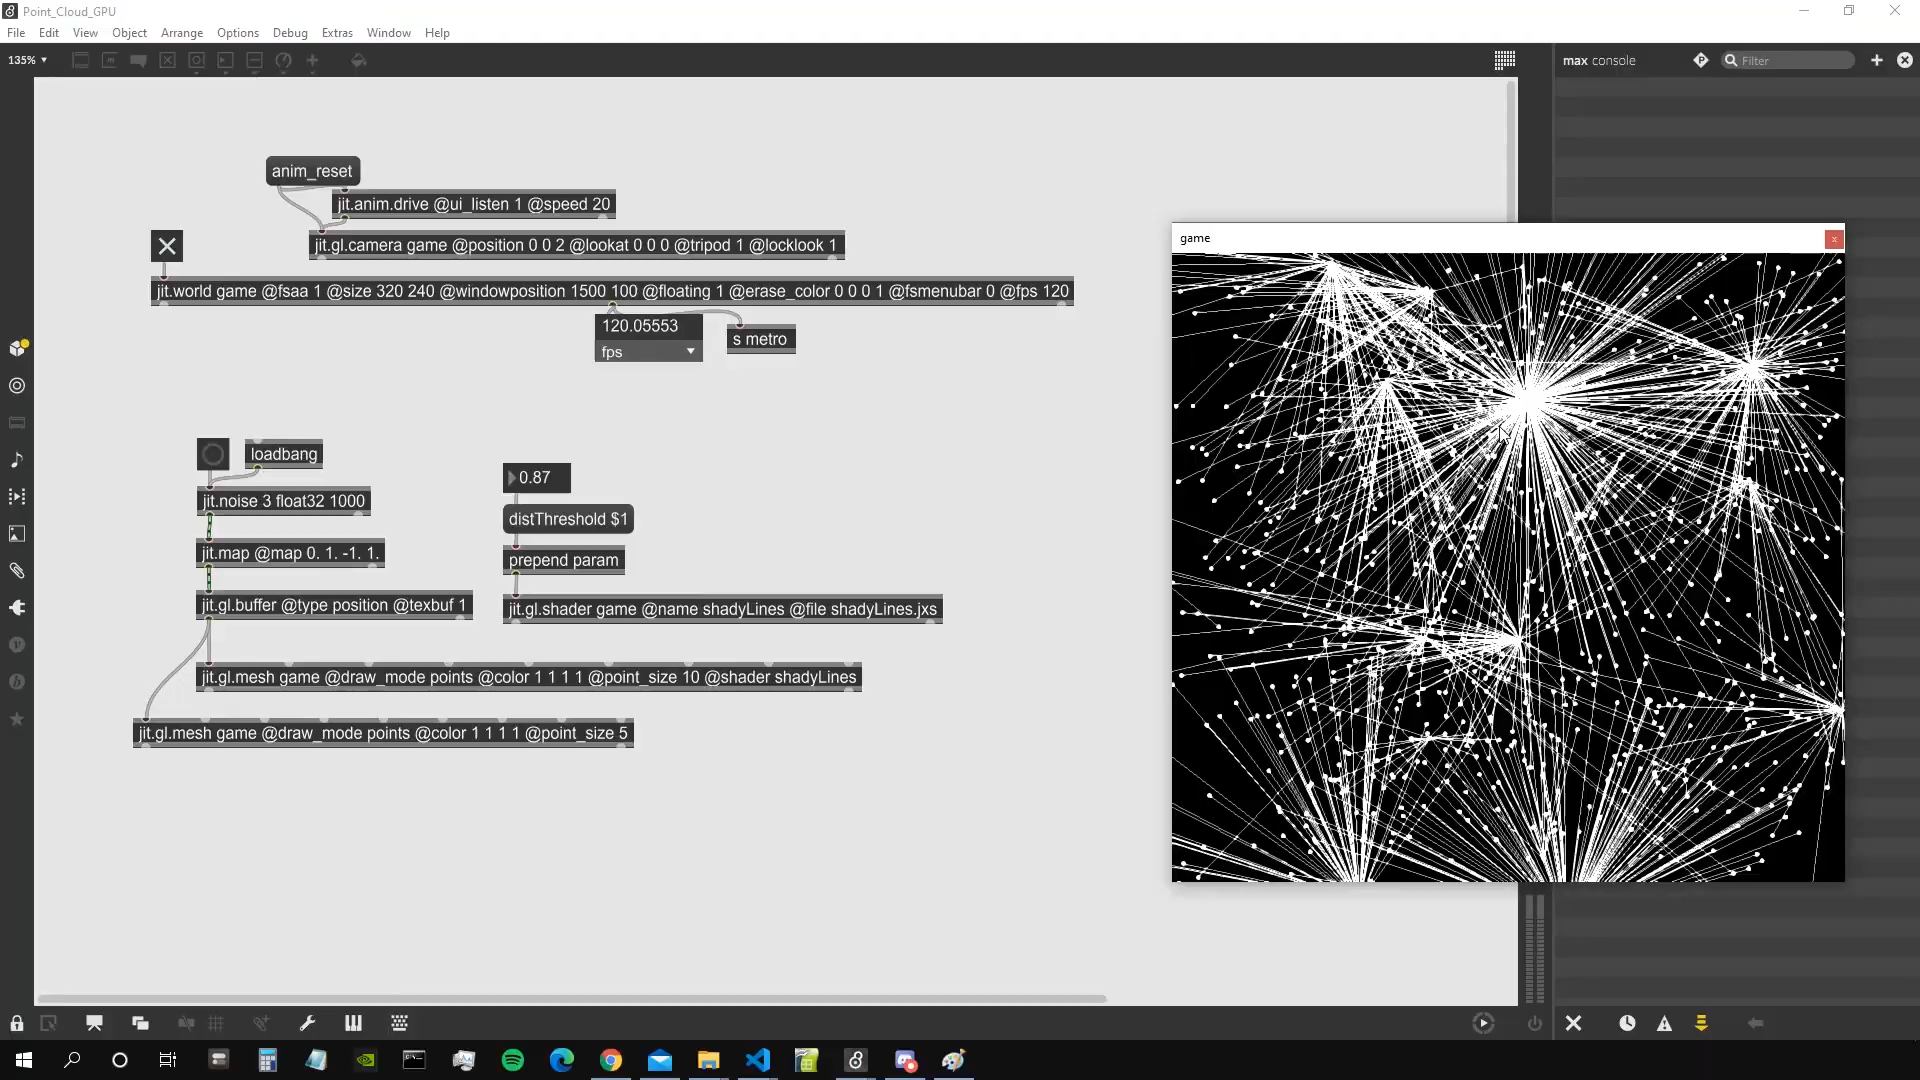 Point_Cloud_GPU
File Edit View Object Arrange Options Debug Extras Window Help
135%
max console
Filter
anim_reset
jit.anim.drive @ui_listen 1 @speed 20
jit.gl.camera game @position 0 0 2 @lookat 0 0 0 @tripod 1 @locklook 1
jit.world game @fsaa 1 @size 320 240 @windowposition 1500 100 @floating 1 @erase_color 0 0 0 1 @fsmenubar 0 @fps 120
120.05553
fps
s metro
game
loadbang
jit.noise 3 float32 1000
jit.map @map 0. 1. -1. 1.
jit.gl.buffer @type position @texbuf 1
0.87
distThreshold $1
prepend param
jit.gl.shader game @name shadyLines @file shadyLines.jxs
jit.gl.mesh game @draw_mode points @color 1 1 1 1 @point_size 10 @shader shadyLines
jit.gl.mesh game @draw_mode points @color 1 1 1 1 @point_size 5